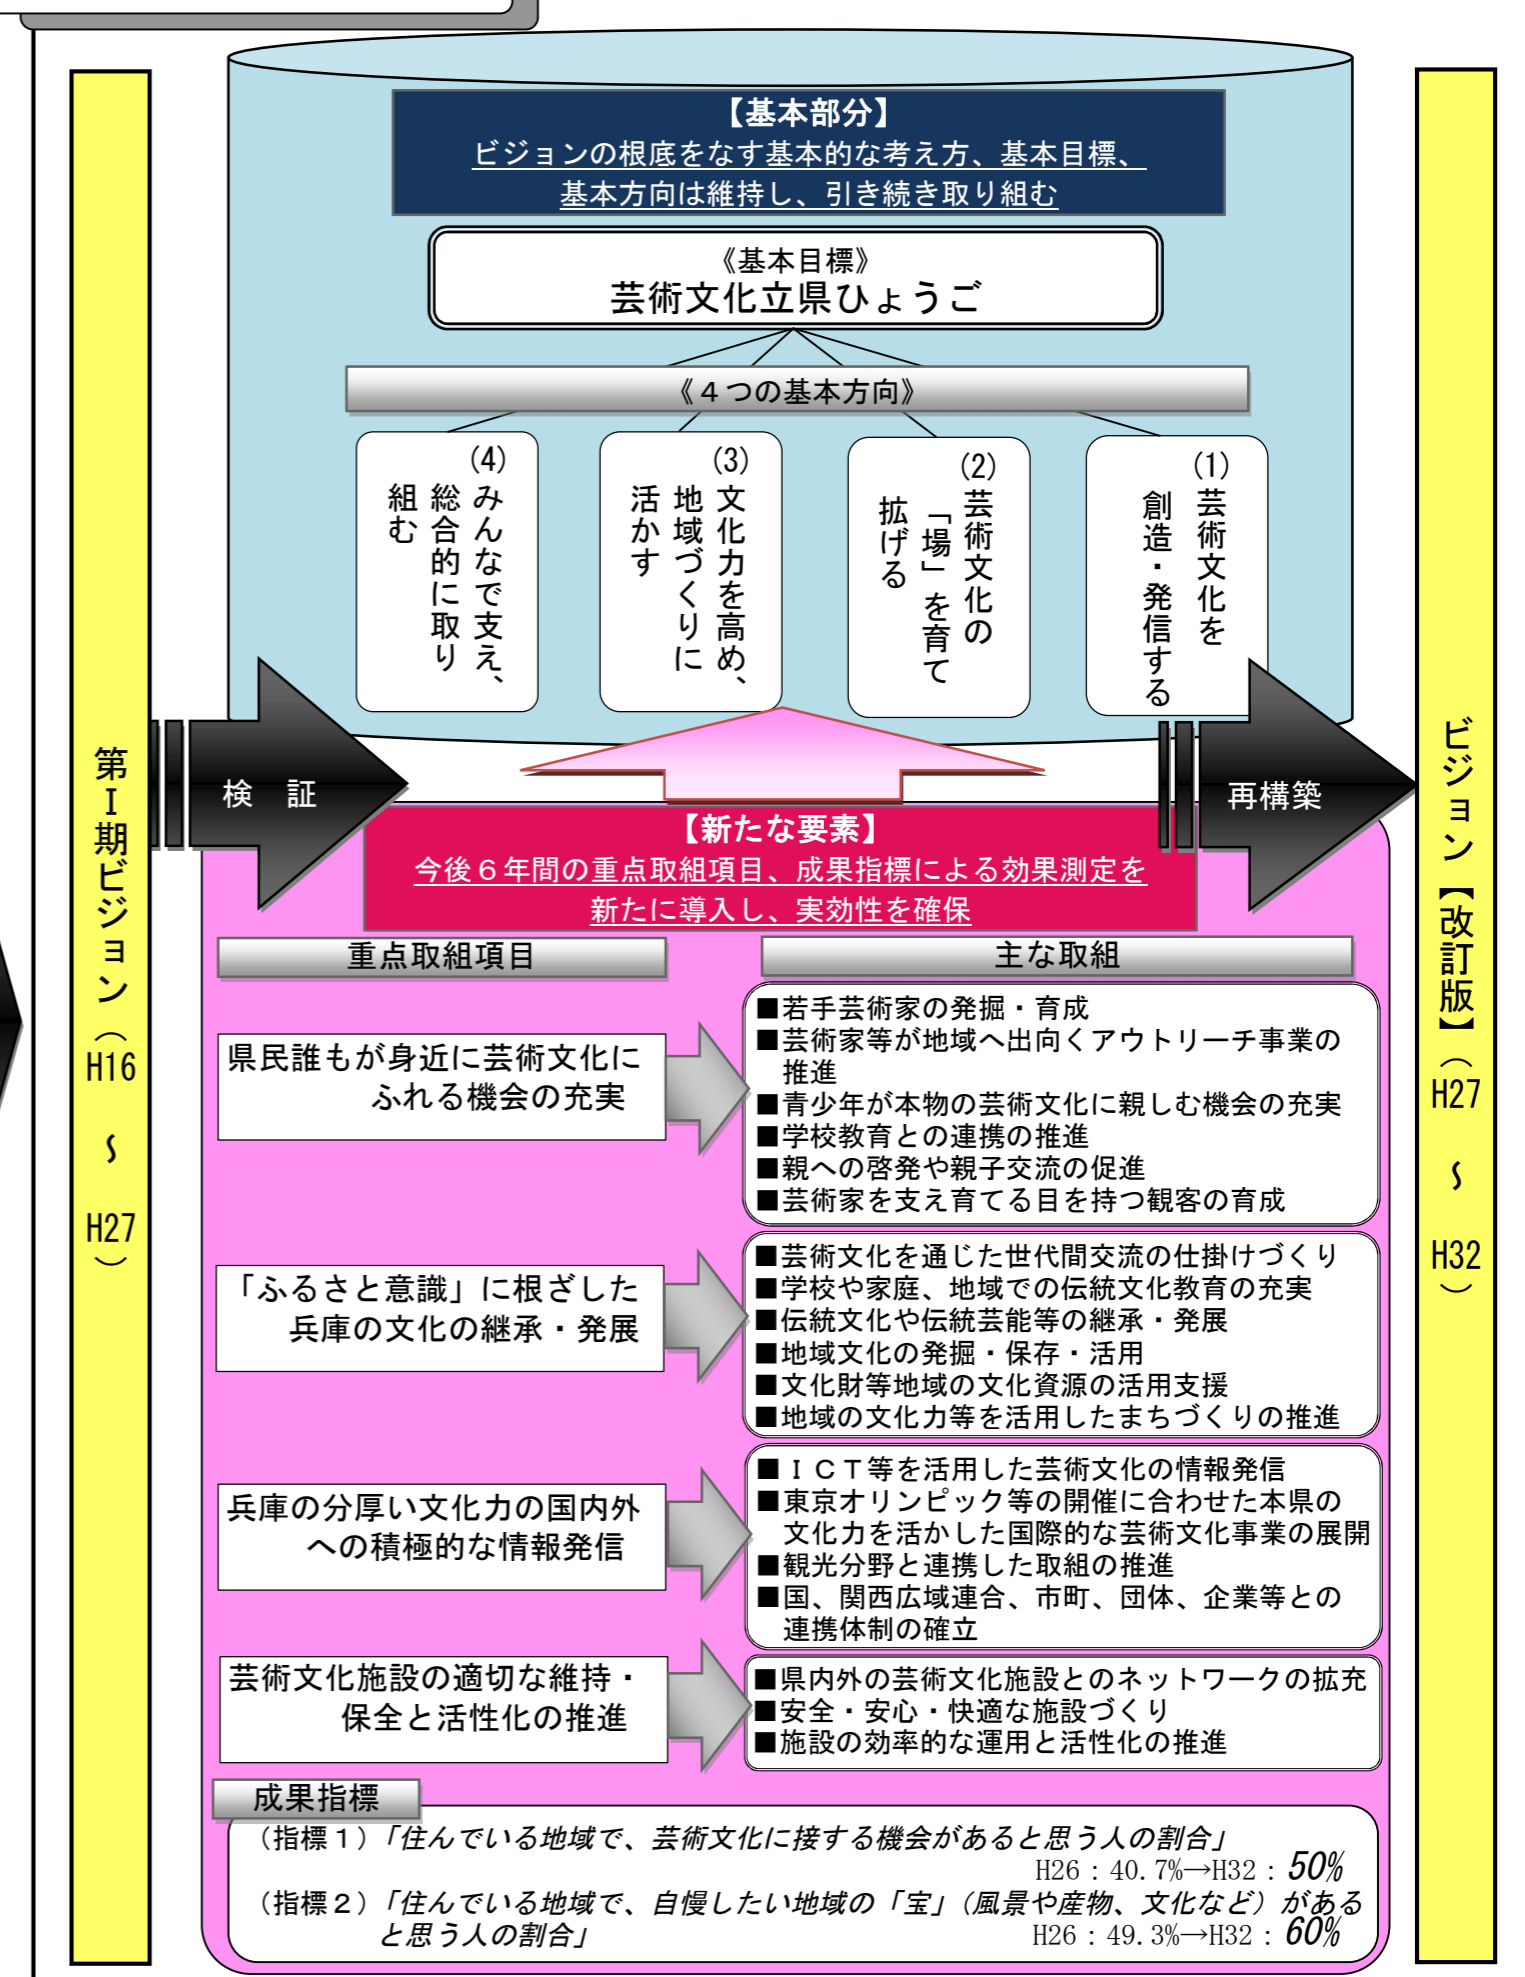 第Ⅰ期ビジョン（H16 ～ H27）
【基本部分】
ビジョンの根底をなす基本的な考え方、基本目標、
基本方向は維持し、引き続き取り組む
《基本目標》
芸術文化立県ひょうご
《４つの基本方向》
(1)芸術文化を
創造・発信する
(2)芸術文化の
「場」を育て
拡げる
(3)文化力を高め、
地域づくりに
活かす
(4)みんなで支え、
総合的に取り
組む
検　証
再構築
【新たな要素】
今後６年間の重点取組項目、成果指標による効果測定を
新たに導入し、実効性を確保
重点取組項目
主な取組
県民誰もが身近に芸術文化に
ふれる機会の充実
■若手芸術家の発掘・育成
■芸術家等が地域へ出向くアウトリーチ事業の
推進
■青少年が本物の芸術文化に親しむ機会の充実
■学校教育との連携の推進
■親への啓発や親子交流の促進
■芸術家を支え育てる目を持つ観客の育成
「ふるさと意識」に根ざした
兵庫の文化の継承・発展
■芸術文化を通じた世代間交流の仕掛けづくり
■学校や家庭、地域での伝統文化教育の充実
■伝統文化や伝統芸能等の継承・発展
■地域文化の発掘・保存・活用
■文化財等地域の文化資源の活用支援
■地域の文化力等を活用したまちづくりの推進
兵庫の分厚い文化力の国内外
への積極的な情報発信
■ＩＣＴ等を活用した芸術文化の情報発信
■東京オリンピック等の開催に合わせた本県の
文化力を活かした国際的な芸術文化事業の展開
■観光分野と連携した取組の推進
■国、関西広域連合、市町、団体、企業等との
連携体制の確立
芸術文化施設の適切な維持・
保全と活性化の推進
■県内外の芸術文化施設とのネットワークの拡充
■安全・安心・快適な施設づくり
■施設の効率的な運用と活性化の推進
成果指標
（指標１）「住んでいる地域で、芸術文化に接する機会があると思う人の割合」
H26：40.7%→H32：50%
（指標２）「住んでいる地域で、自慢したい地域の「宝」（風景や産物、文化など）がある
と思う人の割合」 H26：49.3%→H32：60%
ビジョン【改訂版】（H27 ～ H32）